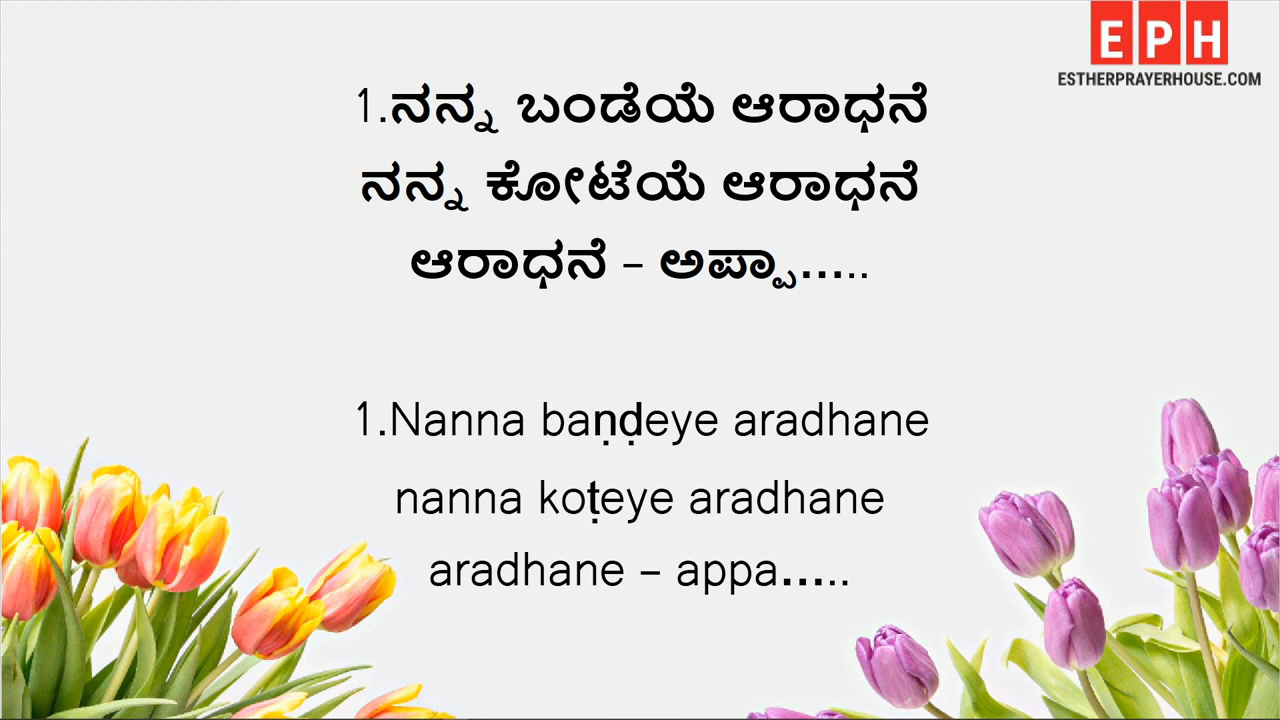 EPH
ESTHERPRAYERHOUSE.COM
1.ನನ್ನ ಬಂಡೆಯೆ ಆರಾಧನೆ
ನನ್ನ ಕೋಟೆಯೆ ಆರಾಧನೆ
ಆರಾಧನೆ – ಅಪ್ಪಾ.....
1.Nanna baṇḍeye aradhane
nanna koṭeye aradhane
aradhane – appa.....